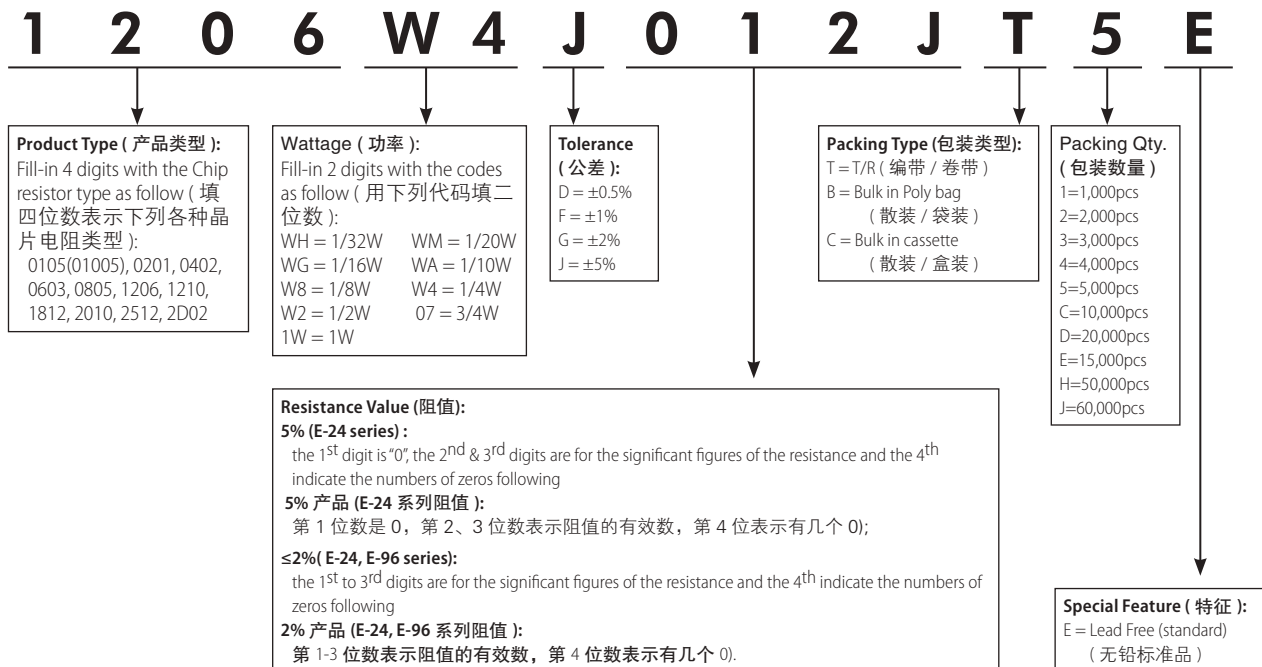 1 2 0 6 W 4 J 0 1 2 J T 5 E
Product Type ( 产品类型 ):
Fill-in 4 digits with the Chip
resistor type as follow ( 填
四位数表示下列各种晶
片电阻类型 ):
0105(01005), 0201, 0402,
0603, 0805, 1206, 1210,
1812, 2010, 2512, 2D02
Wattage ( 功率 ):
Fill-in 2 digits with the codes
as follow ( 用下列代码填二
位数 ):
WH = 1/32W WM = 1/20W
WG = 1/16W WA = 1/10W
W8 = 1/8W W4 = 1/4W
W2 = 1/2W 07 = 3/4W
1W = 1W
Tolerance
( 公差 ):
D = ±0.5%
F = ±1%
G = ±2%
J = ±5%
Packing Type (包装类型):
T = T/R ( 编带 / 卷带 )
B = Bulk in Poly bag
( 散装 / 袋装 )
C = Bulk in cassette
( 散装 / 盒装 )
Packing Qty.
( 包装数量 )
1=1,000pcs
2=2,000pcs
3=3,000pcs
4=4,000pcs
5=5,000pcs
C=10,000pcs
D=20,000pcs
E=15,000pcs
H=50,000pcs
J=60,000pcs
Resistance Value (阻值):
5% (E-24 series) :
the 1st digit is "0", the 2nd & 3rd digits are for the significant figures of the resistance and the 4th
indicate the numbers of zeros following
5% 产品 (E-24 系列阻值 ):
第 1 位数是 0，第 2、3 位数表示阻值的有效数，第 4 位表示有几个 0);
≤2%( E-24, E-96 series):
the 1st to 3rd digits are for the significant figures of the resistance and the 4th indicate the numbers of
zeros following
2% 产品 (E-24, E-96 系列阻值 ):
第 1-3 位数表示阻值的有效数，第 4 位数表示有几个 0).
Special Feature ( 特征 ):
E = Lead Free (standard)
( 无铅标准品 )